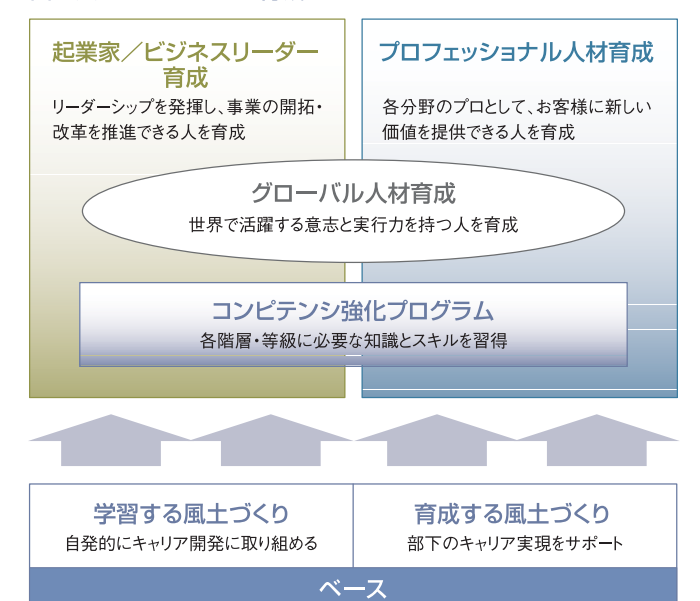 起業家／ビジネスリーダー
育成
リーダーシップを発揮し、事業の開拓・
改革を推進できる人を育成
プロフェッショナル人材育成
各分野のプロとして、お客様に新しい
価値を提供できる人を育成
グローバル人材育成
世界で活躍する意志と実行力を持つ人を育成
コンピテンシ強化プログラム
各階層・等級に必要な知識とスキルを習得
学習する風土づくり
自発的にキャリア開発に取り組める
育成する風土づくり
部下のキャリア実現をサポート
ベース